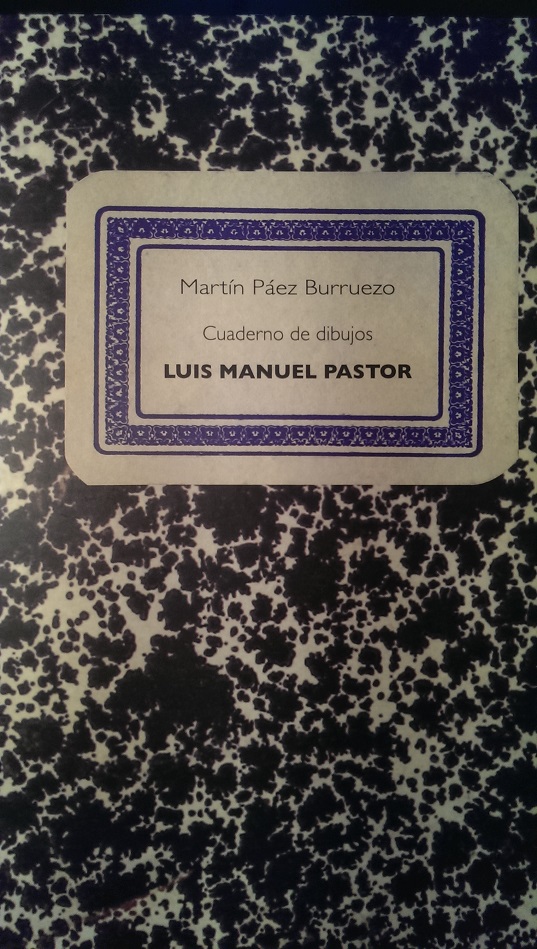 Martín Páez Burruezo
Cuaderno de dibujos
LUIS MANUEL PASTOR